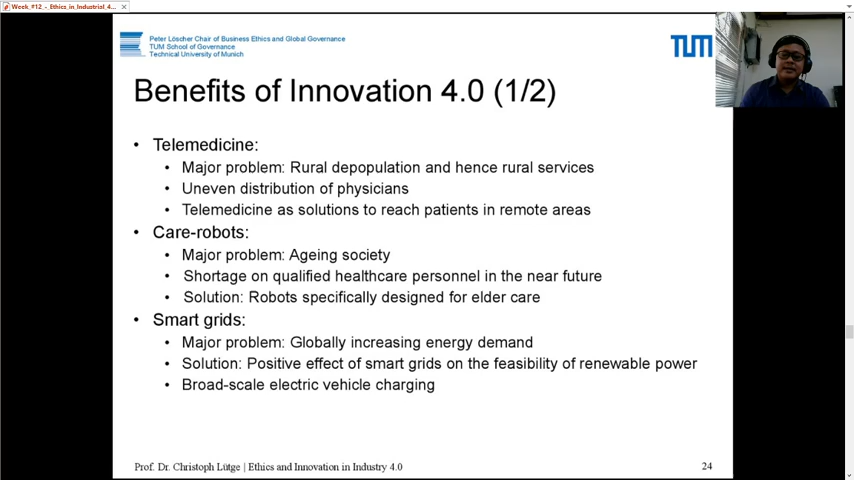 Week_#12_-_Ethics_in_Industrial_4...
Peter Löscher Chair of Business Ethics and Global Governance
TUM School of Governance
Technical University of Munich
TUM
Benefits of Innovation 4.0 (1/2)
• Telemedicine:
• Major problem: Rural depopulation and hence rural services
• Uneven distribution of physicians
• Telemedicine as solutions to reach patients in remote areas
• Care-robots:
• Major problem: Ageing society
• Shortage on qualified healthcare personnel in the near future
• Solution: Robots specifically designed for elder care
• Smart grids:
• Major problem: Globally increasing energy demand
• Solution: Positive effect of smart grids on the feasibility of renewable power
• Broad-scale electric vehicle charging
Prof. Dr. Christoph Lütge | Ethics and Innovation in Industry 4.0
24